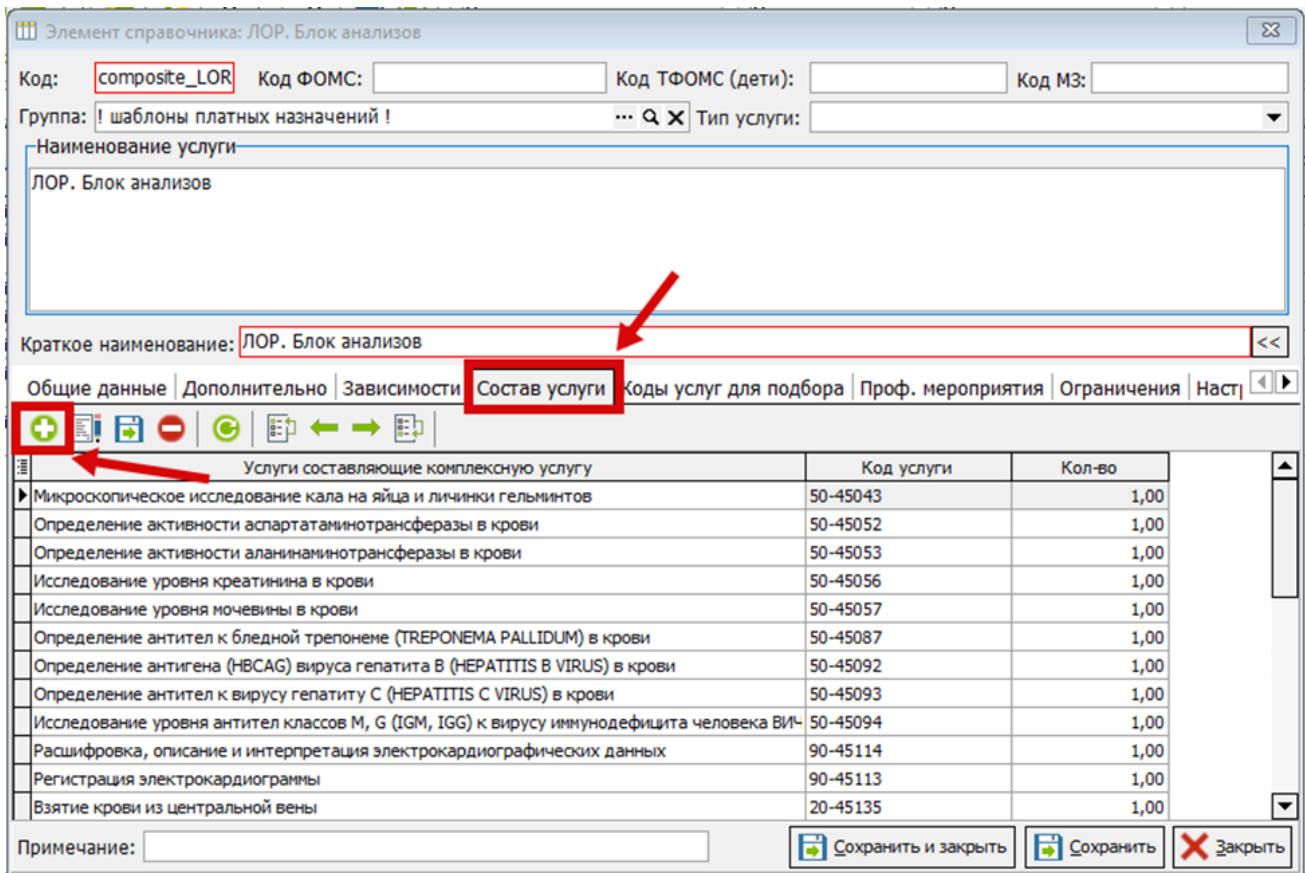 Элемент справочника: ЛОР. Блок анализов
Код: composite_LOR Код ФОМС: Код ТФОМС (дети): Код МЗ:
Группа: ! шаблоны платных назначений ! ... Тип услуги:
Наименование услуги
ЛОР. Блок анализов
Краткое наименование: ЛОР. Блок анализов <<
Общие данные Дополнительно Зависимости Состав услуги Коды услуг для подбора Проф. мероприятия Ограничения Наст
Услуги составляющие комплексную услугу Код услуги Кол-во
Микроскопическое исследование кала на яйца и личинки гельминтов 50-45043 1,00
Определение активности аспартатаминотрансферазы в крови 50-45052 1,00
Определение активности аланинаминотрансферазы в крови 50-45053 1,00
Исследование уровня креатинина в крови 50-45056 1,00
Исследование уровня мочевины в крови 50-45057 1,00
Определение антител к бледной трепонеме (TREPONEMA PALLIDUM) в крови 50-45087 1,00
Определение антигена (HBCAG) вируса гепатита B (HEPATITIS B VIRUS) в крови 50-45092 1,00
Определение антител к вирусу гепатиту C (HEPATITIS C VIRUS) в крови 50-45093 1,00
Исследование уровня антител классов M, G (IGM, IGG) к вирусу иммунодефицита человека ВИЧ 50-45094 1,00
Расшифровка, описание и интерпретация электрокардиографических данных 90-45114 1,00
Регистрация электрокардиограммы 90-45113 1,00
Взятие крови из центральной вены 20-45135 1,00
Примечание: Сохранить и закрыть Сохранить Закрыть